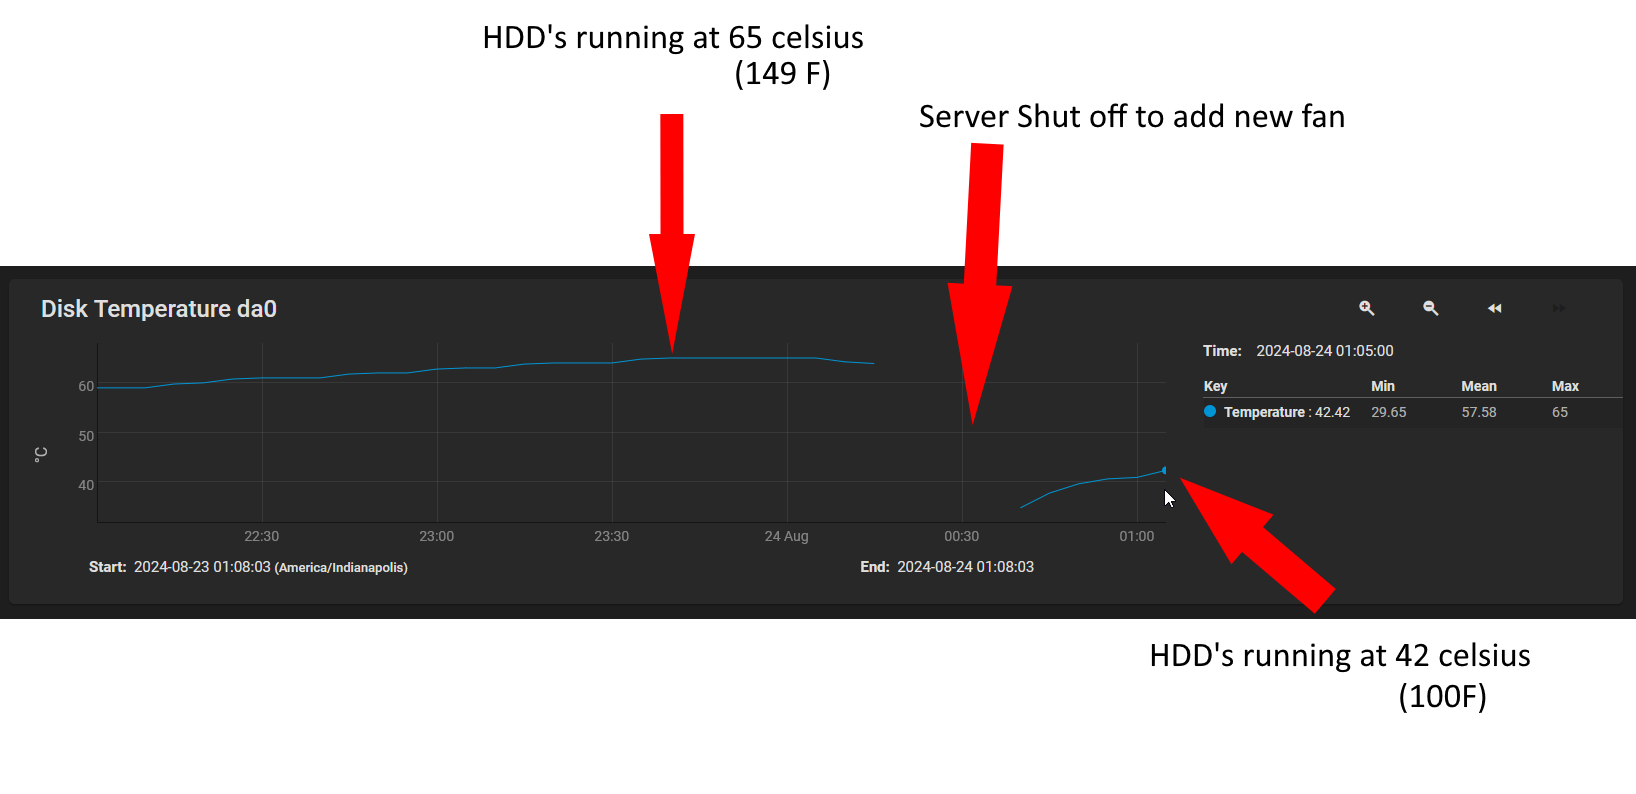 HDD's running at 65 celsius
(149 F)
Server Shut off to add new fan
Disk Temperature da0
Time: 2024-08-24 01:05:00
Key Min Mean Max
Temperature : 42.42 29.65 57.58 65
°C
60
50
40
22:30 23:00 23:30 24 Aug 00:30 01:00
Start: 2024-08-23 01:08:03 (America/Indianapolis) End: 2024-08-24 01:08:03
HDD's running at 42 celsius
(100F)